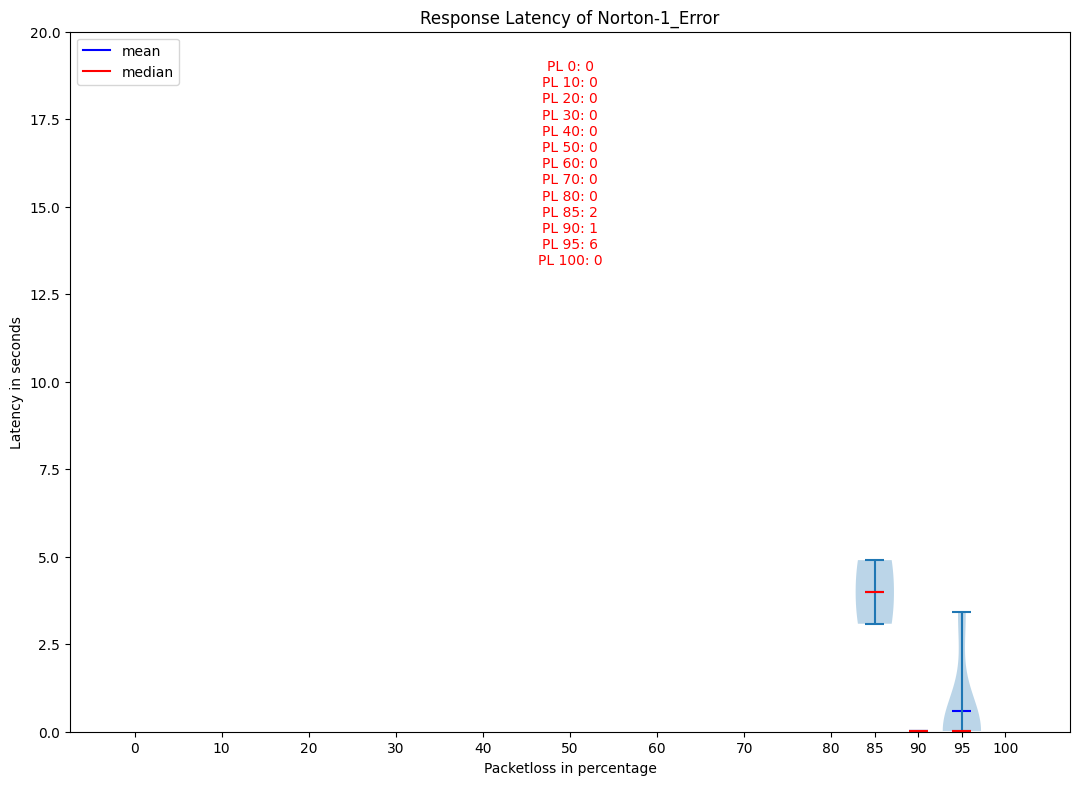 Response Latency of Norton-1_Error
mean
median
PL 0: 0
PL 10: 0
PL 20: 0
PL 30: 0
PL 40: 0
PL 50: 0
PL 60: 0
PL 70: 0
PL 80: 0
PL 85: 2
PL 90: 1
PL 95: 6
PL 100: 0
Latency in seconds
20.0
17.5
15.0
12.5
10.0
7.5
5.0
2.5
0.0
0 10 20 30 40 50 60 70 80 85 90 95 100
Packetloss in percentage